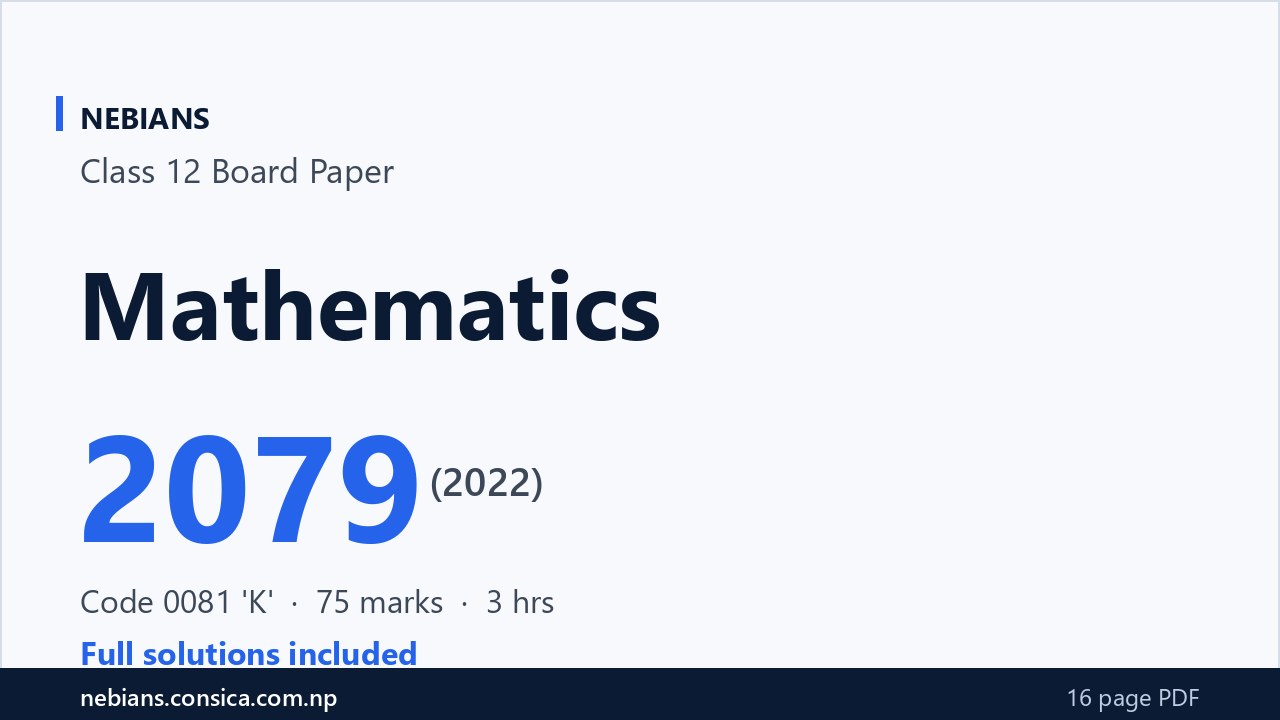 NEBIANS
Class 12 Board Paper
Mathematics
2079 (2022)
Code 0081 'K' · 75 marks · 3 hrs
Full solutions included
nebians.consica.com.np
16 page PDF